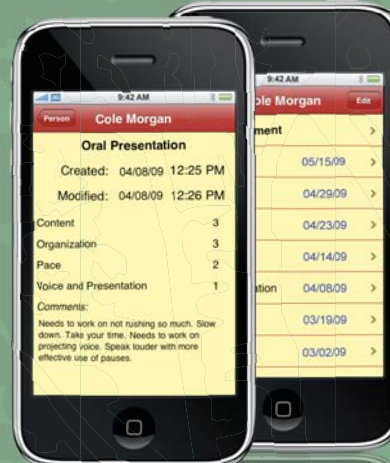 9:42 AM
Person
Cole Morgan
Oral Presentation
Created: 04/08/09 12:25 PM
Modified: 04/08/09 12:26 PM
Content 3
Organization 3
Pace 2
Voice and Presentation 1
Comments:
Needs to work on not rushing so much. Slow
down. Take your time. Needs to work on
projecting voice. Speak louder with more
effective use of pauses.
9:42 AM
Morgan
Edit
05/15/09
04/29/09
04/23/09
04/14/09
04/08/09
03/19/09
03/02/09